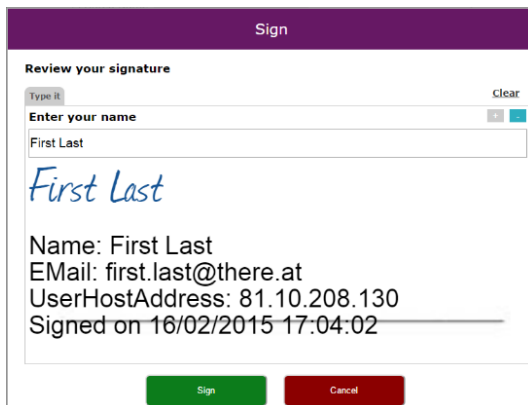 Sign
Review your signature
Type it
Clear
Enter your name
+ -
First Last
First Last
Name: First Last
EMail: first.last@there.at
UserHostAddress: 81.10.208.130
Signed on 16/02/2015 17:04:02
Sign
Cancel